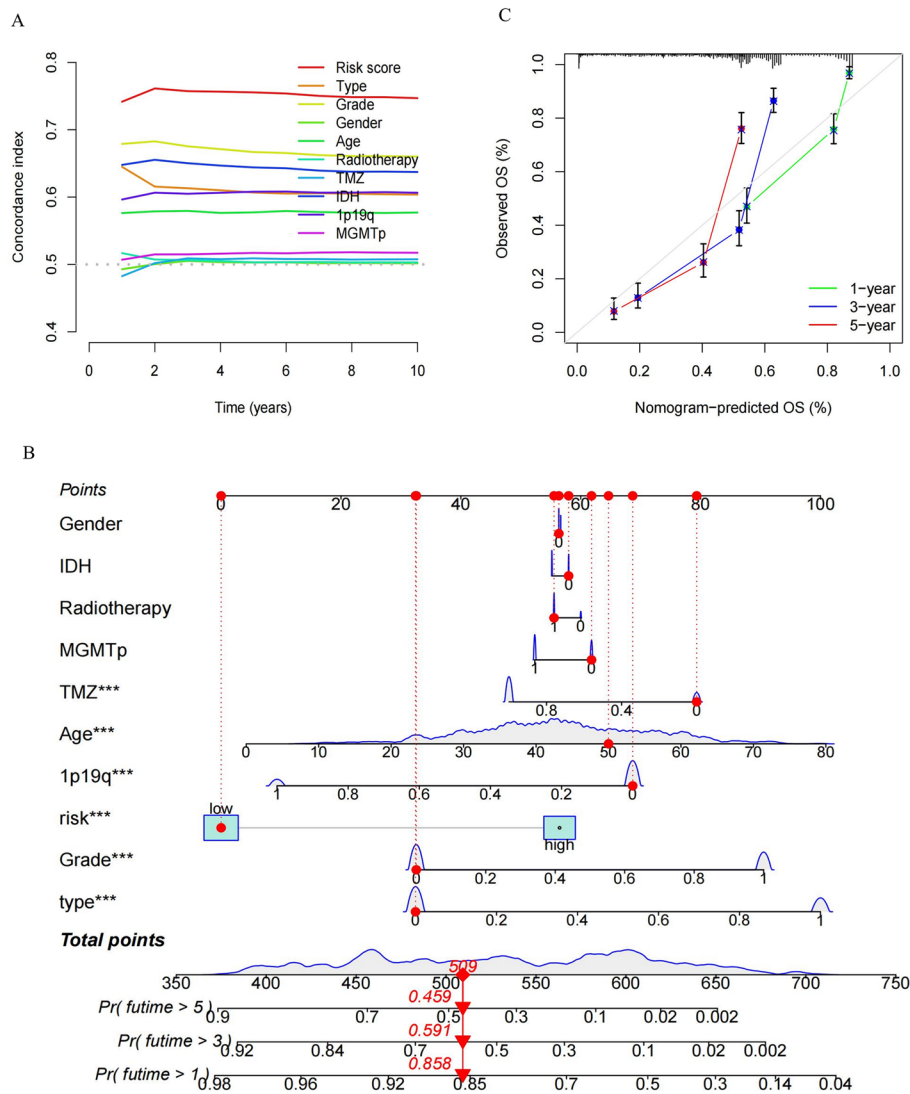 A
Concordance index
0.8
0.7
0.6
0.5
0.4
0 2 4 6 8 10
Time (years)
Risk score
Type
Grade
Gender
Age
Radiotherapy
TMZ
IDH
1p19q
MGMTp
C
Observed OS (%)
1.0
0.8
0.6
0.4
0.2
0.0
1−year
3−year
5−year
0.0 0.2 0.4 0.6 0.8 1.0
Nomogram−predicted OS (%)
B
Points
0 20 40 60 80 100
Gender
0
IDH
0
Radiotherapy
1 0
MGMTp
1 0
TMZ***
0.8 0.4 0
Age***
0 10 20 30 40 50 60 70 80
1p19q***
1 0.8 0.6 0.4 0.2 0
risk***
low
high
Grade***
0 0.2 0.4 0.6 0.8 1
type***
0 0.2 0.4 0.6 0.8 1
Total points
509
350 400 450 500 550 600 650 700 750
0.459
Pr( futime > 5 )
0.9 0.7 0.5 0.3 0.1 0.02 0.002
0.591
Pr( futime > 3 )
0.92 0.84 0.7 0.5 0.3 0.1 0.02 0.002
0.858
Pr( futime > 1 )
0.98 0.96 0.92 0.85 0.7 0.5 0.3 0.14 0.04